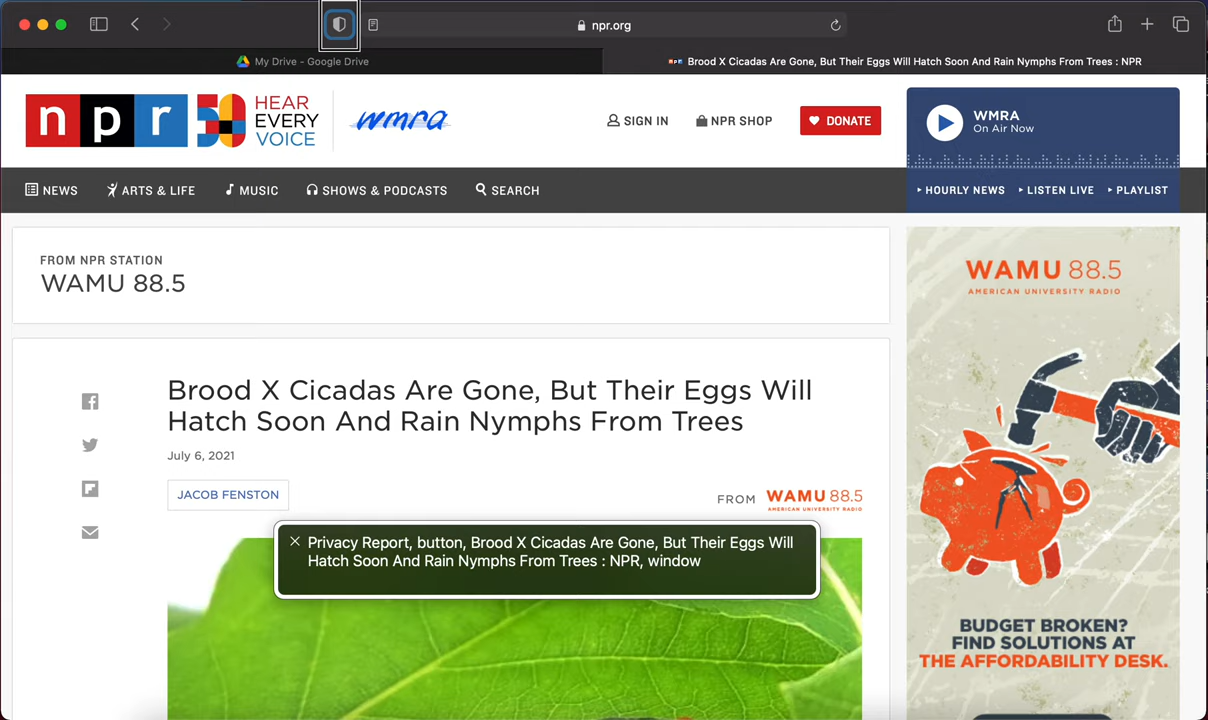 npr.org
My Drive – Google Drive
npr Brood X Cicadas Are Gone, But Their Eggs Will Hatch Soon And Rain Nymphs From Trees : NPR
npr 50 HEAR
EVERY
VOICE
wmra
SIGN IN
NPR SHOP
DONATE
WMRA
On Air Now
NEWS
ARTS & LIFE
MUSIC
SHOWS & PODCASTS
SEARCH
HOURLY NEWS
LISTEN LIVE
PLAYLIST
FROM NPR STATION
WAMU 88.5
Brood X Cicadas Are Gone, But Their Eggs Will
Hatch Soon And Rain Nymphs From Trees
July 6, 2021
JACOB FENSTON
FROM WAMU 88.5
AMERICAN UNIVERSITY RADIO
Privacy Report, button, Brood X Cicadas Are Gone, But Their Eggs Will
Hatch Soon And Rain Nymphs From Trees : NPR, window
WAMU 88.5
AMERICAN UNIVERSITY RADIO
BUDGET BROKEN?
FIND SOLUTIONS AT
THE AFFORDABILITY DESK.